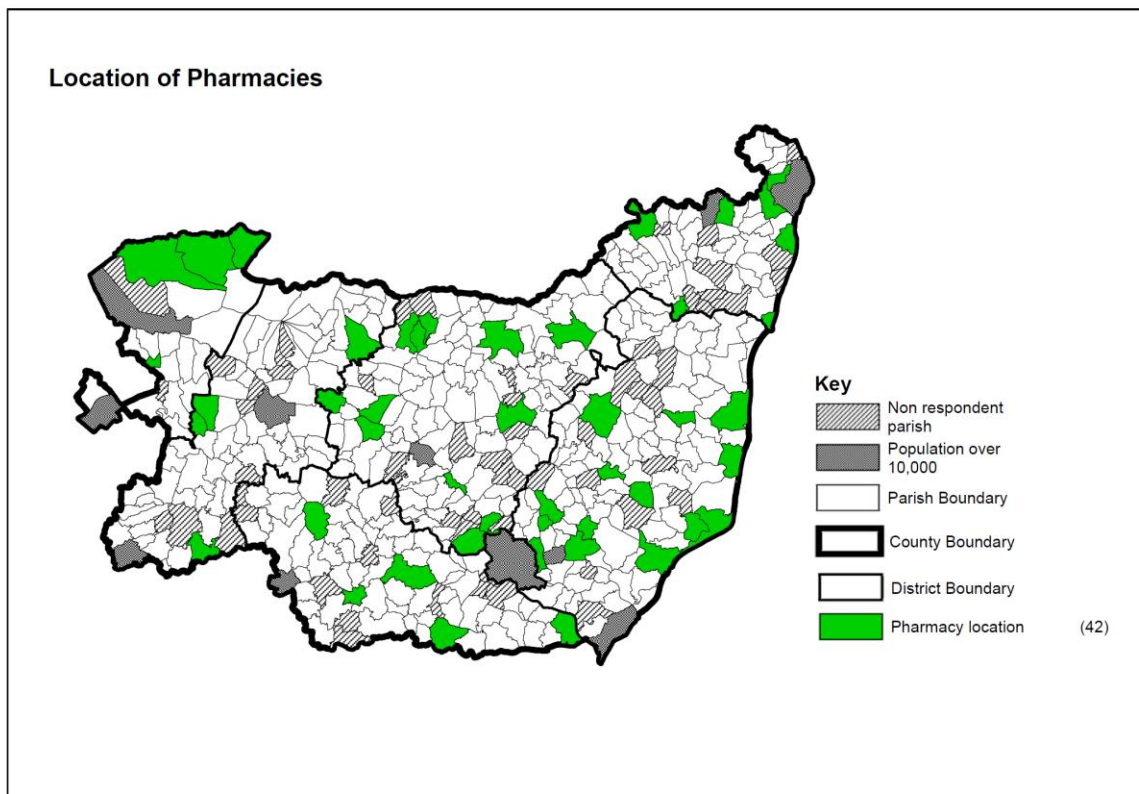 Location of Pharmacies
Key
Non respondent
parish
Population over
10,000
Parish Boundary
County Boundary
District Boundary
Pharmacy location (42)